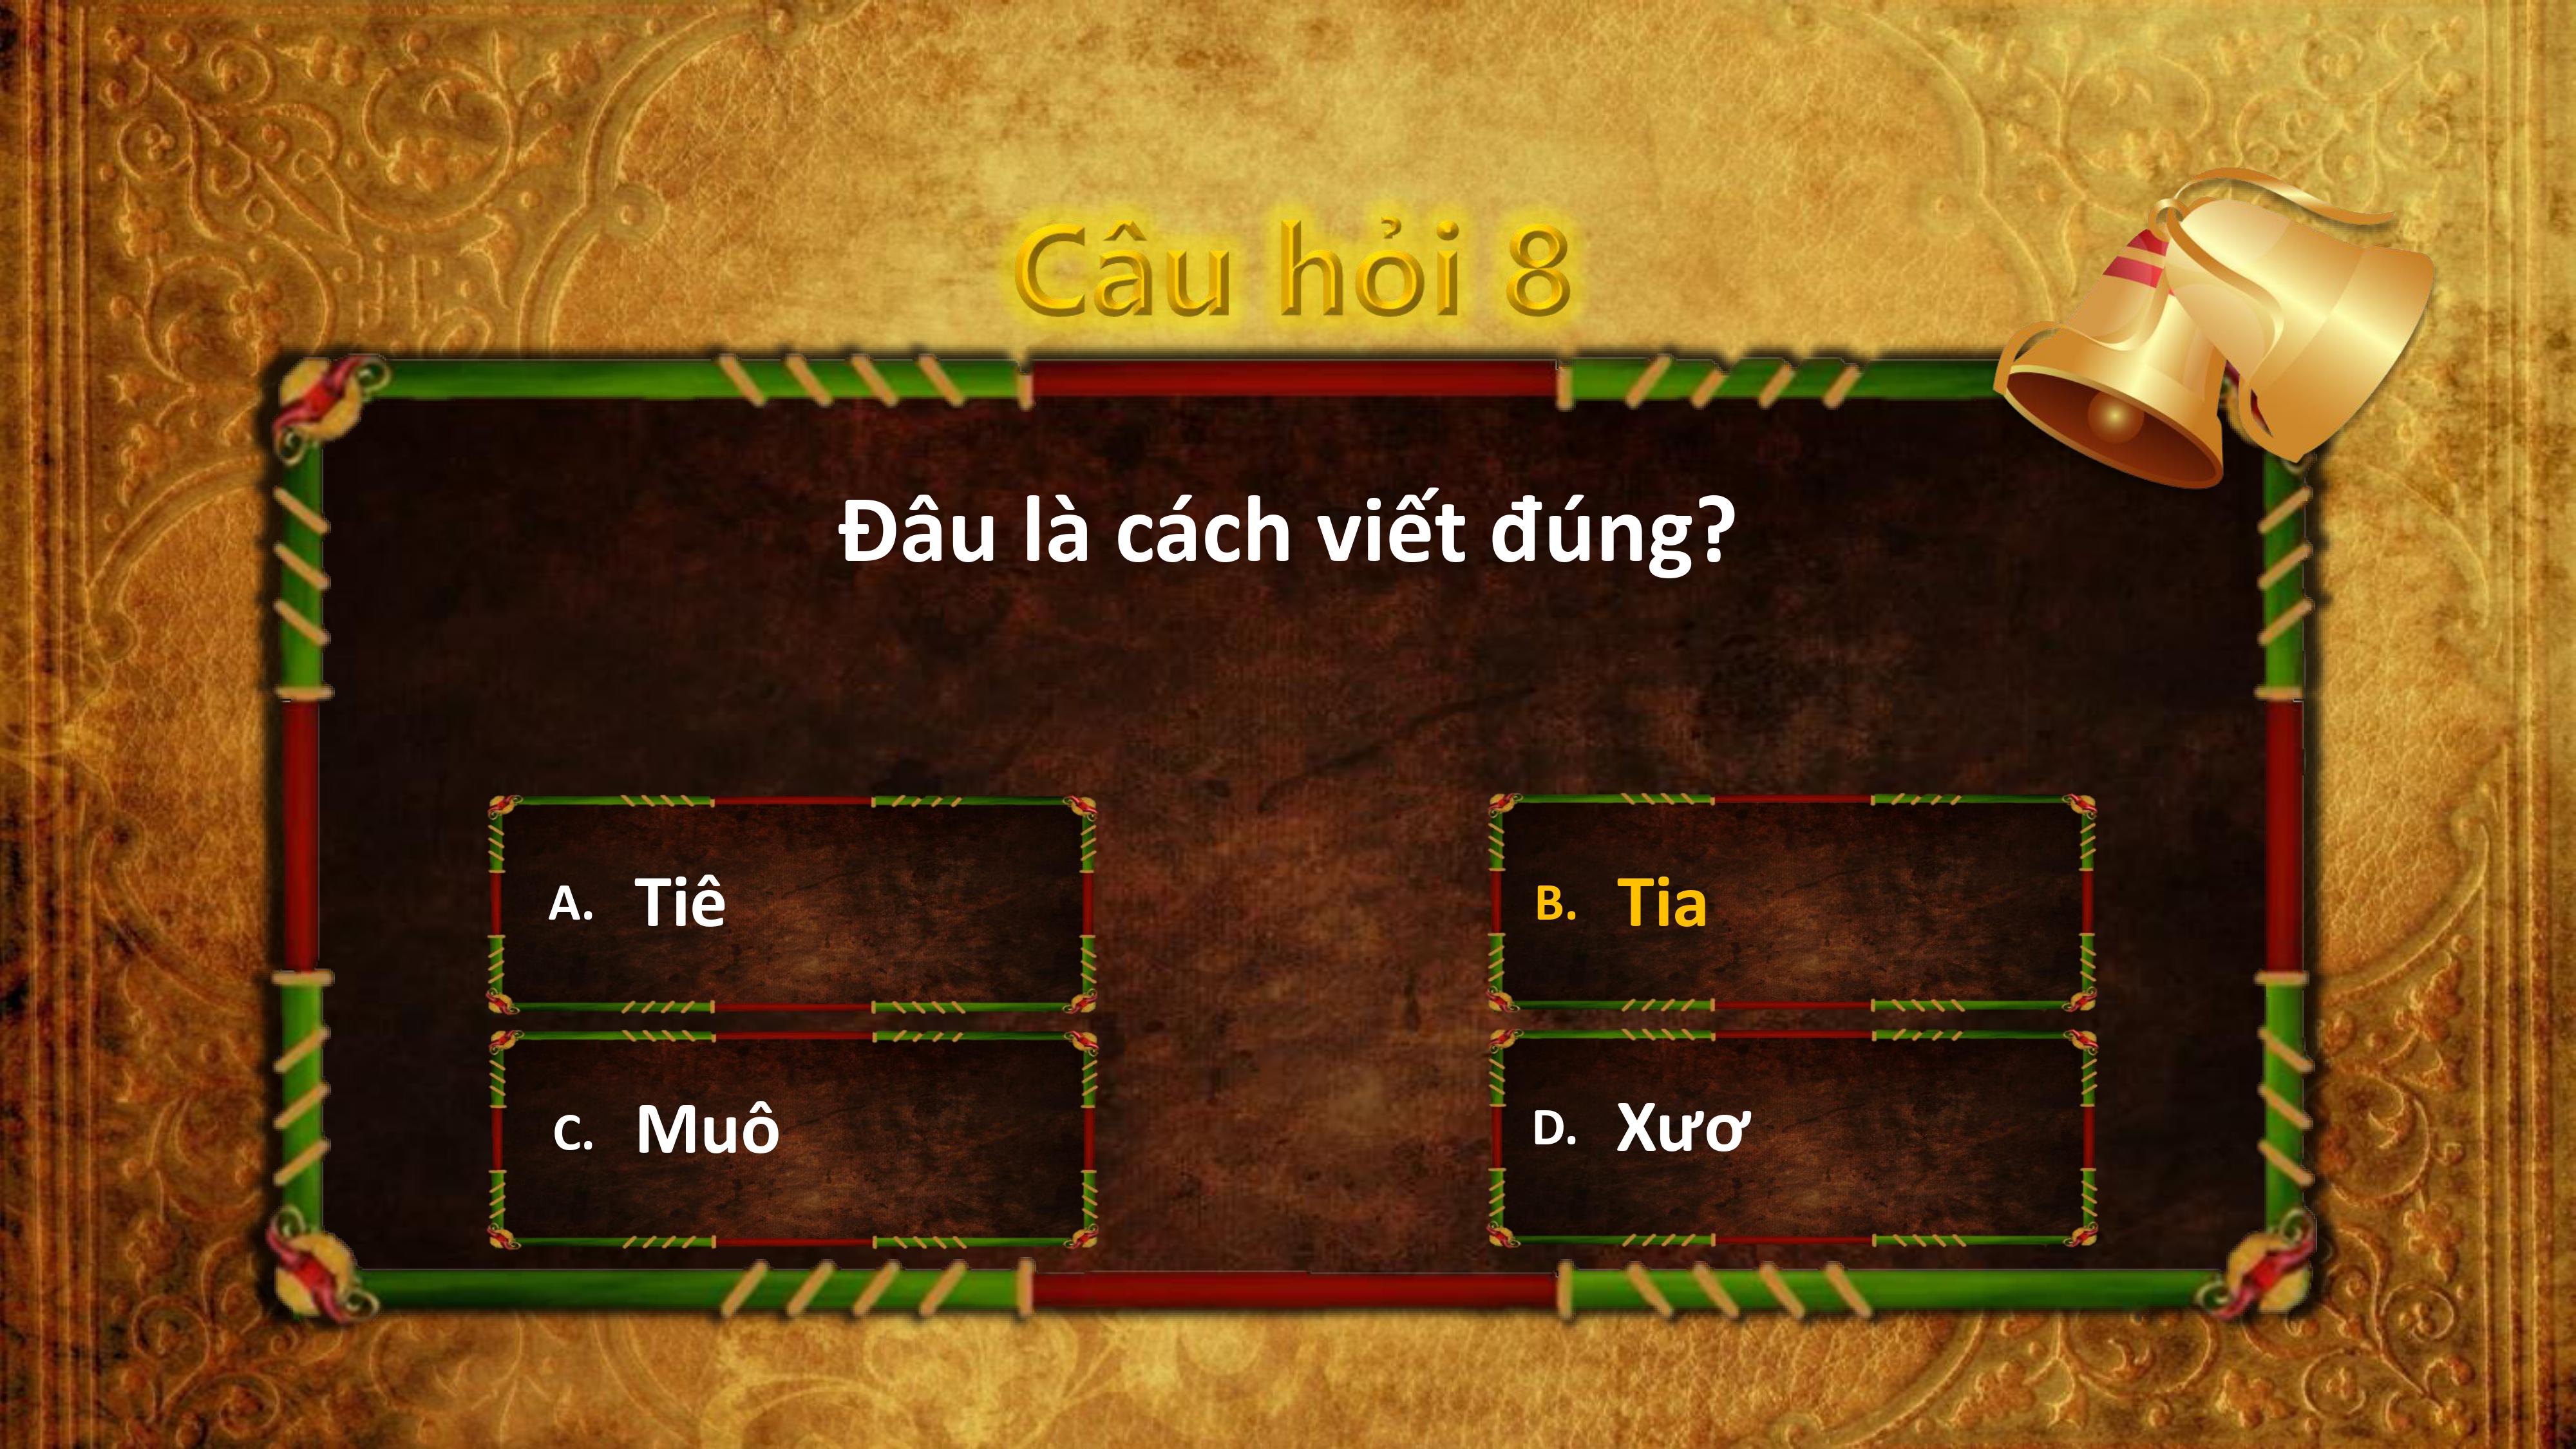 Câu hỏi 8
Đâu là cách viết đúng?
A. Tiê
B. Tia
C. Muô
D. Xươ